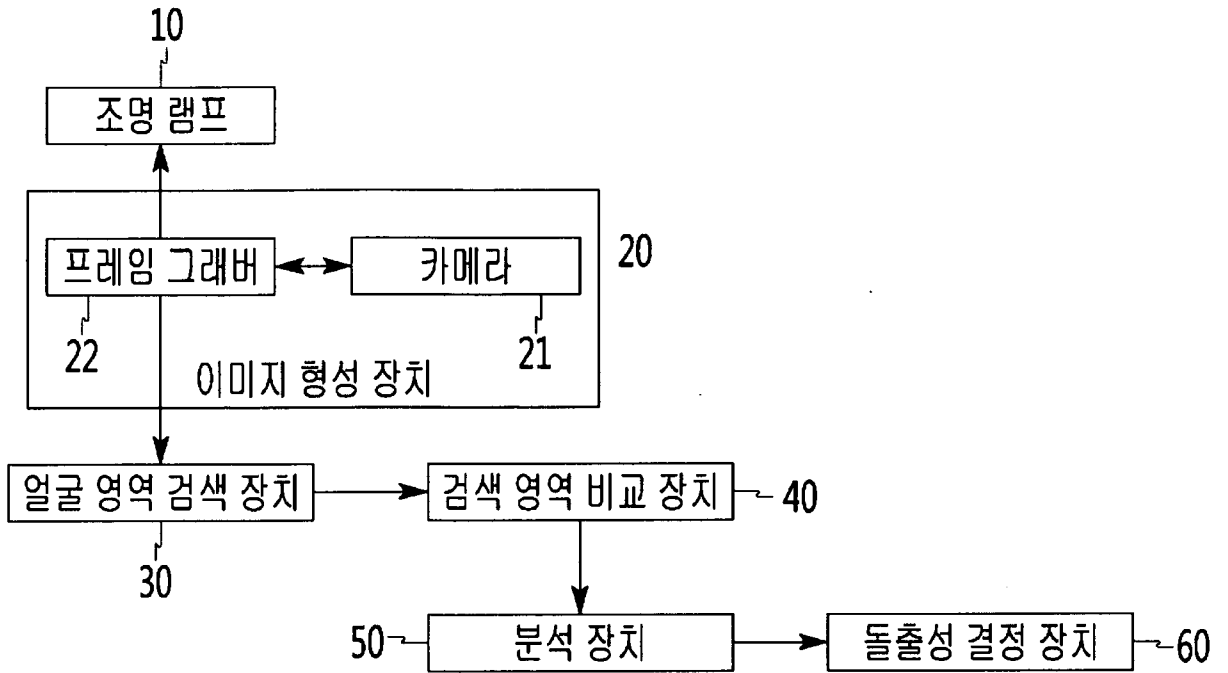 10
조명 램프
프레임 그래버
카메라
20
22
21
이미지 형성 장치
얼굴 영역 검색 장치
검색 영역 비교 장치
40
30
50
분석 장치
돌출성 결정 장치
60